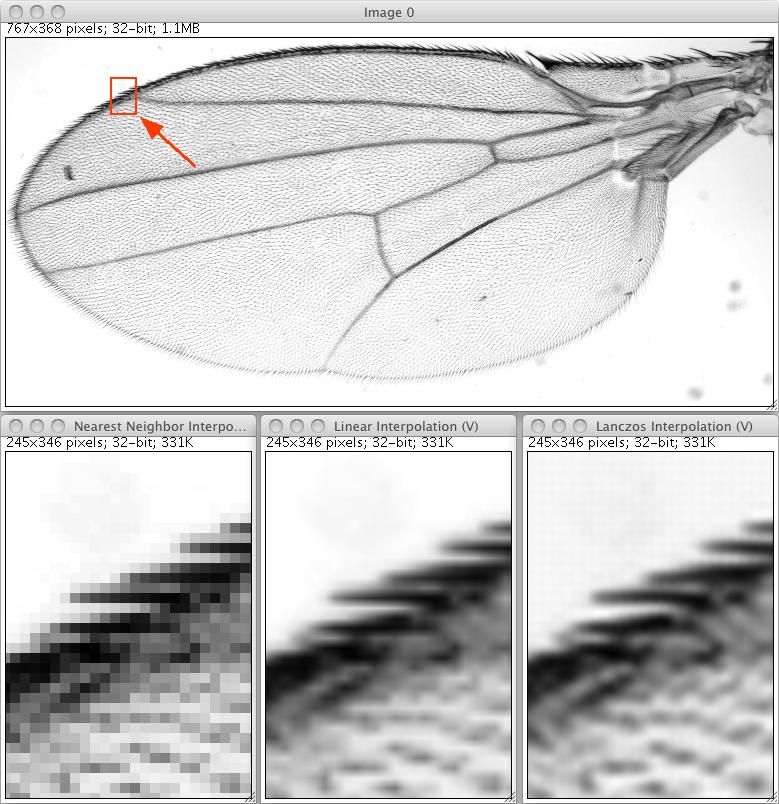 Image 0
767x368 pixels; 32-bit; 1.1MB
Nearest Neighbor Interpo...
245x346 pixels; 32-bit; 331K
Linear Interpolation (V)
245x346 pixels; 32-bit; 331K
Lanczos Interpolation (V)
245x346 pixels; 32-bit; 331K